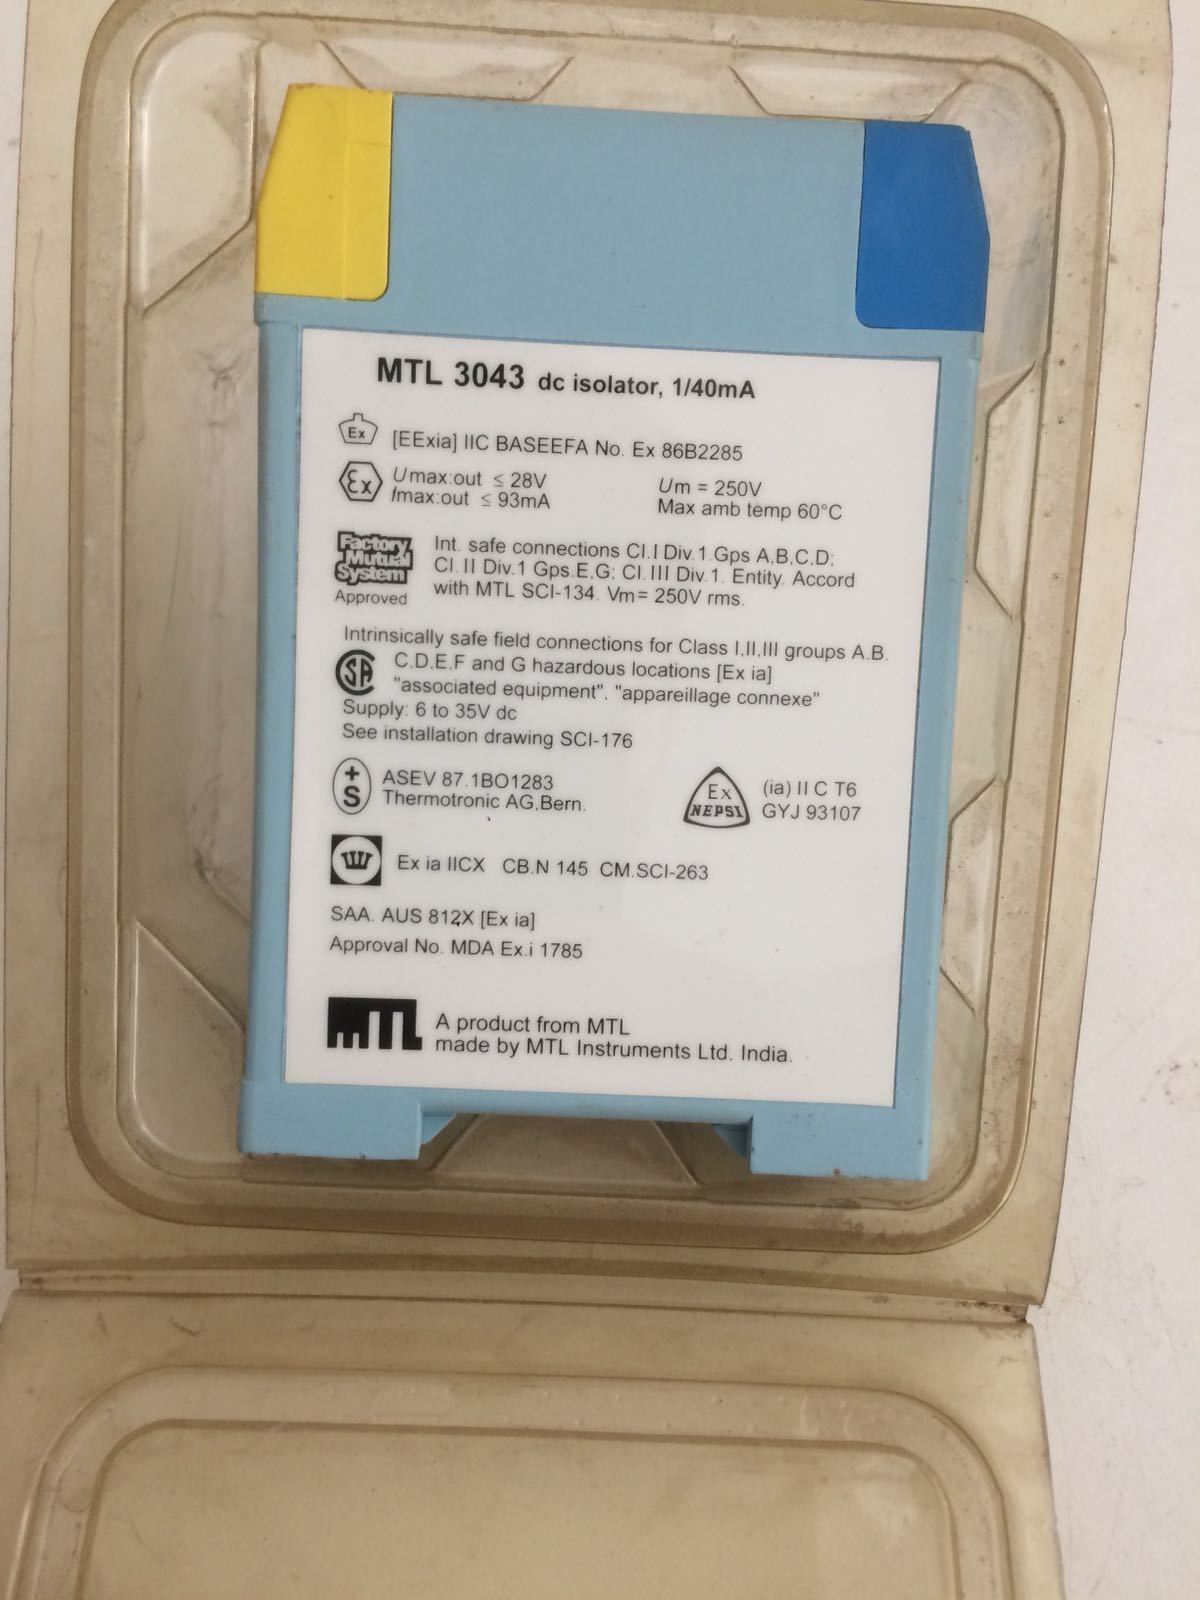 MTL 3043 dc isolator, 1/40mA
Ex [EExia] IIC BASEEFA No. Ex 86B2285
Ex Umax:out ≤ 28V Um = 250V
Imax:out ≤ 93mA Max amb temp 60°C
Factory
Mutual
System
Approved
Int. safe connections Cl.I Div.1.Gps A,B,C,D;
Cl.II Div.1 Gps.E,G; Cl.III Div.1. Entity. Accord
with MTL SCI-134. Vm = 250V rms.
Intrinsically safe field connections for Class I,II,III groups A.B.
SA C.D.E.F and G hazardous locations [Ex ia]
"associated equipment". "appareillage connexe"
Supply: 6 to 35V dc
See installation drawing SCI-176
+
S
ASEV 87.1BO1283
Thermotronic AG,Bern.
Ex
NEPSI
(ia) II C T6
GYJ 93107
Ex ia IICX CB.N 145 CM.SCI-263
SAA. AUS 812X [Ex ia]
Approval No. MDA Ex.i 1785
MTL
A product from MTL
made by MTL Instruments Ltd. India.